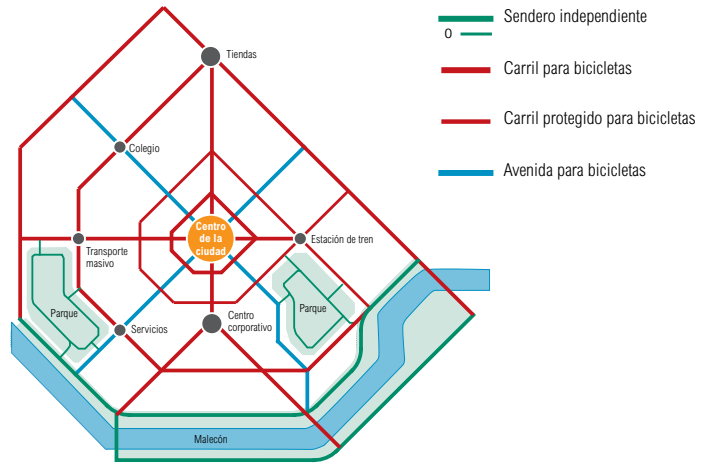 Sendero independiente
O
Carril para bicicletas
Carril protegido para bicicletas
Avenida para bicicletas
Tiendas
Colegio
Centro
de la
ciudad
Estación de tren
Transporte
masivo
Parque
Servicios
Centro
corporativo
Parque
Malecón